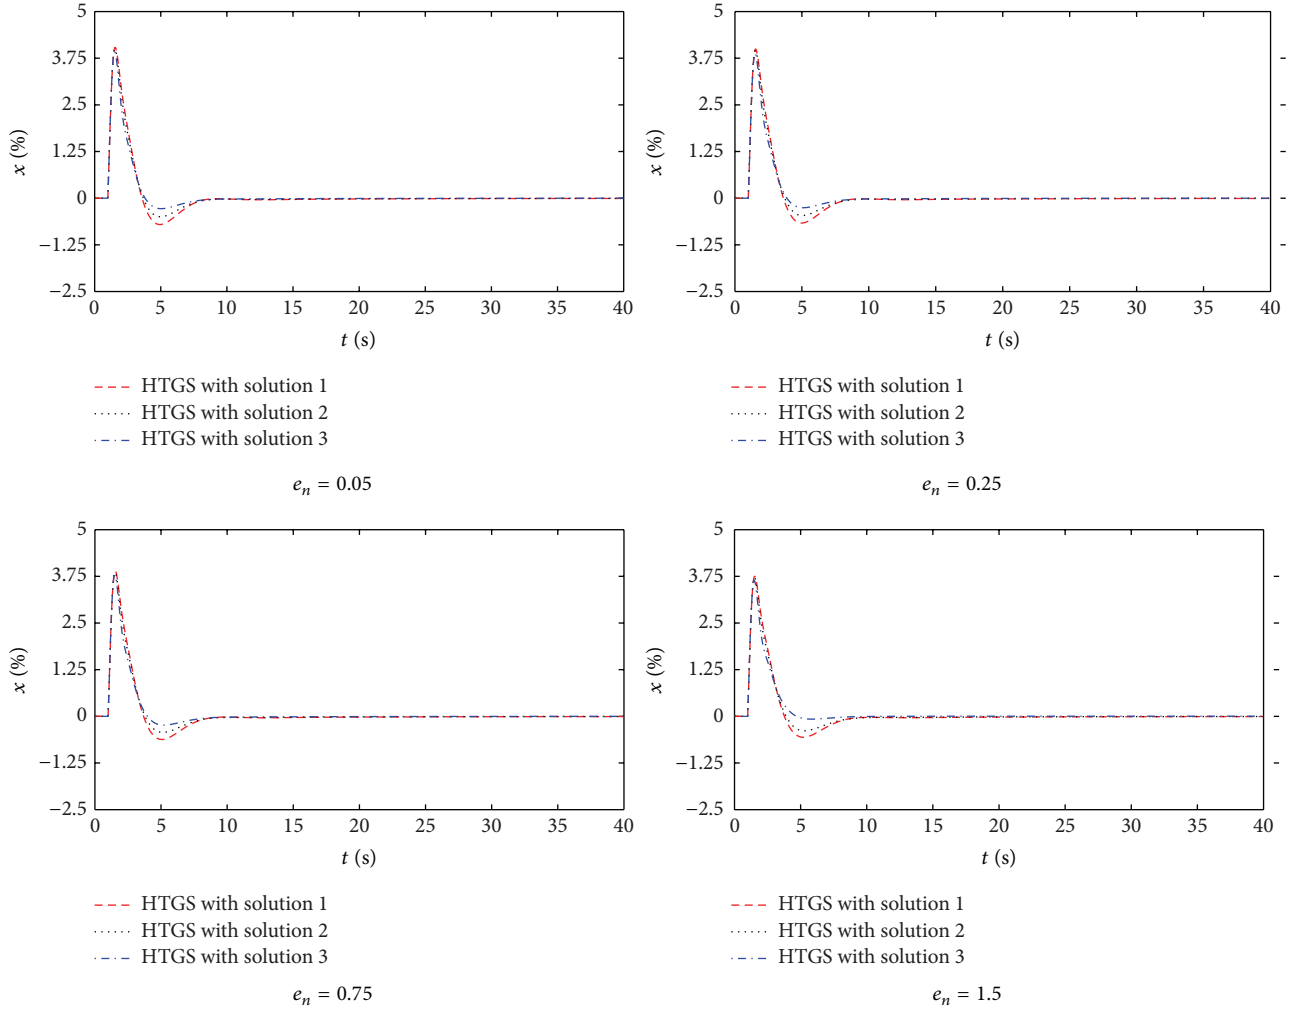 5
3.75
2.5
1.25
0
−1.25
−2.5
x (%)
0 5 10 15 20 25 30 35 40
t (s)
HTGS with solution 1
HTGS with solution 2
HTGS with solution 3
eₙ = 0.05
5
3.75
2.5
1.25
0
−1.25
−2.5
x (%)
0 5 10 15 20 25 30 35 40
t (s)
HTGS with solution 1
HTGS with solution 2
HTGS with solution 3
eₙ = 0.25
5
3.75
2.5
1.25
0
−1.25
−2.5
x (%)
0 5 10 15 20 25 30 35 40
t (s)
HTGS with solution 1
HTGS with solution 2
HTGS with solution 3
eₙ = 0.75
5
3.75
2.5
1.25
0
−1.25
−2.5
x (%)
0 5 10 15 20 25 30 35 40
t (s)
HTGS with solution 1
HTGS with solution 2
HTGS with solution 3
eₙ = 1.5